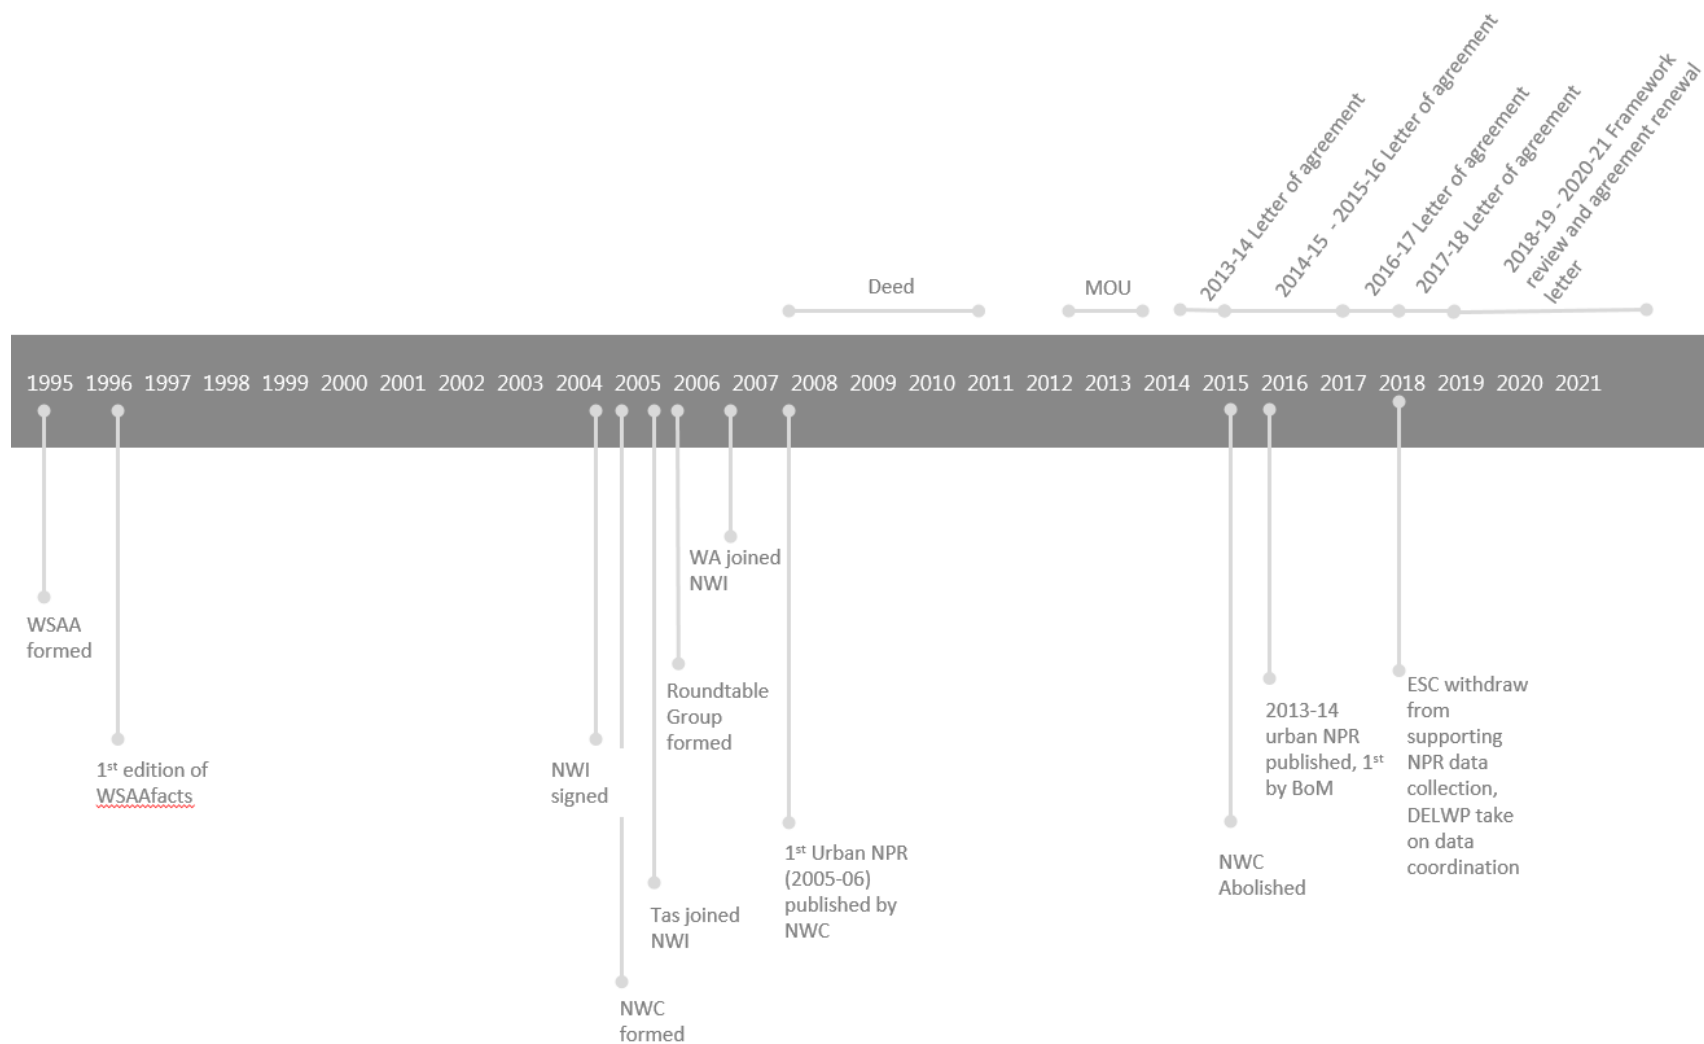 2013-14 Letter of agreement
2014-15 - 2015-16 Letter of agreement
2016-17 Letter of agreement
2017-18 Letter of agreement
2018-19 - 2020-21 Framework
review and agreement renewal
letter
Deed
MOU
1995 1996 1997 1998 1999 2000 2001 2002 2003 2004 2005 2006 2007 2008 2009 2010 2011 2012 2013 2014 2015 2016 2017 2018 2019 2020 2021
WSAA
formed
1st edition of
WSAAfacts
NWI
signed
NWC
formed
Tas joined
NWI
Roundtable
Group
formed
WA joined
NWI
1st Urban NPR
(2005-06)
published by
NWC
NWC
Abolished
2013-14
urban NPR
published, 1st
by BoM
ESC withdraw
from
supporting
NPR data
collection,
DELWP take
on data
coordination